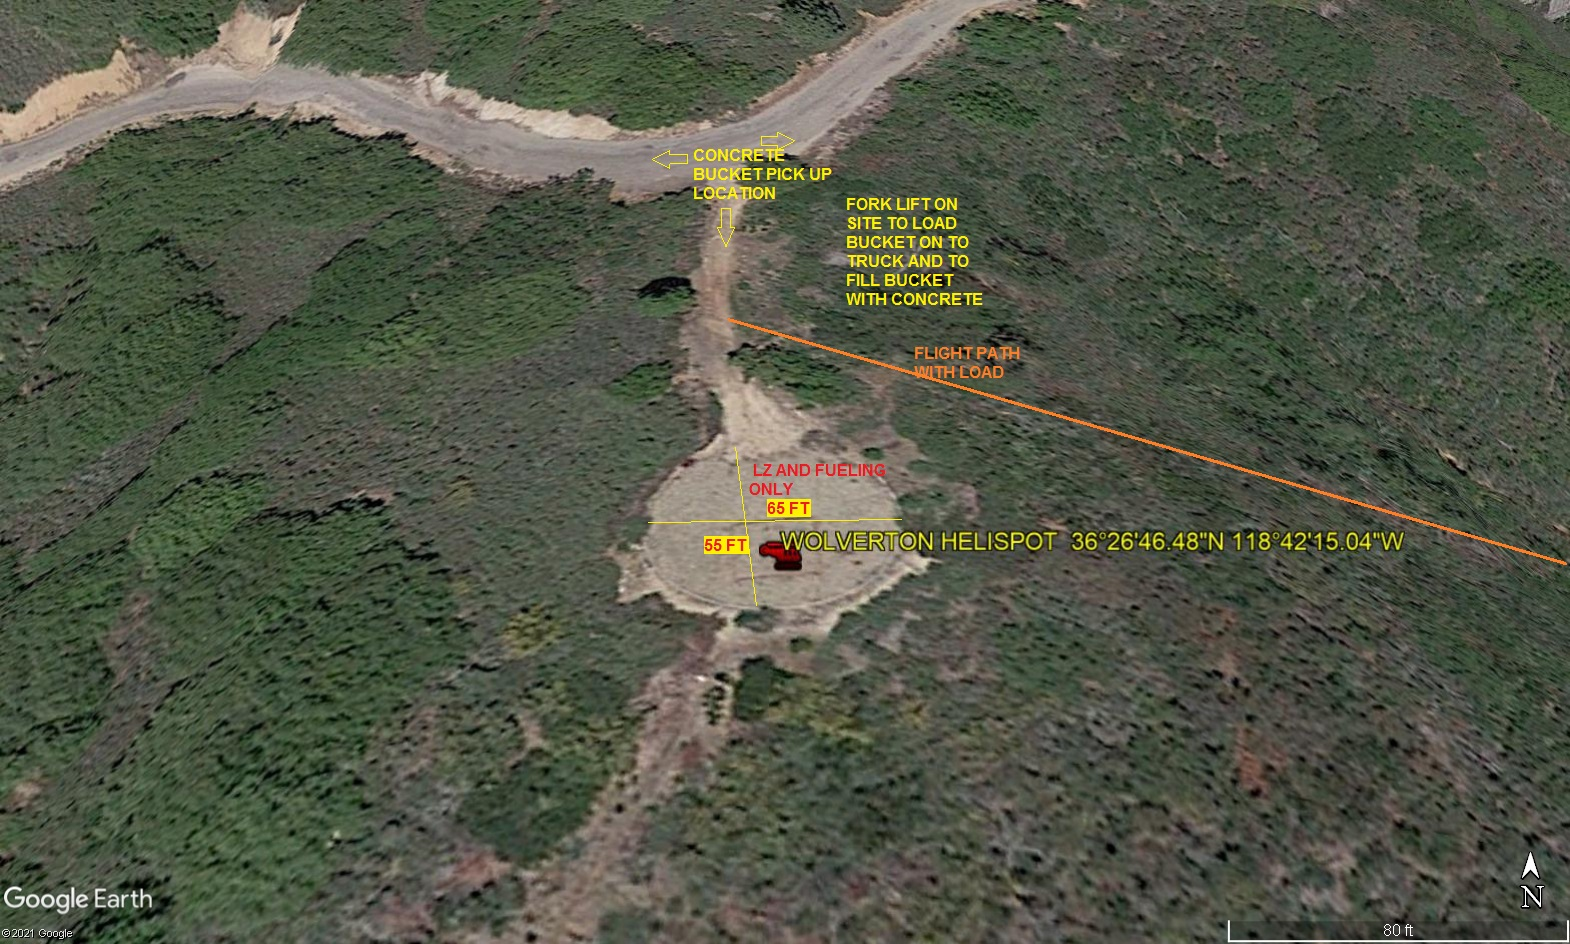 CONCRETE
BUCKET PICK UP
LOCATION
FORK LIFT ON
SITE TO LOAD
BUCKET ON TO
TRUCK AND TO
FILL BUCKET
WITH CONCRETE
FLIGHT PATH
WITH LOAD
LZ AND FUELING
ONLY
65 FT
55 FT
WOLVERTON HELISPOT 36°26'46.48"N 118°42'15.04"W
Google Earth
©2021 Google
N
80 ft